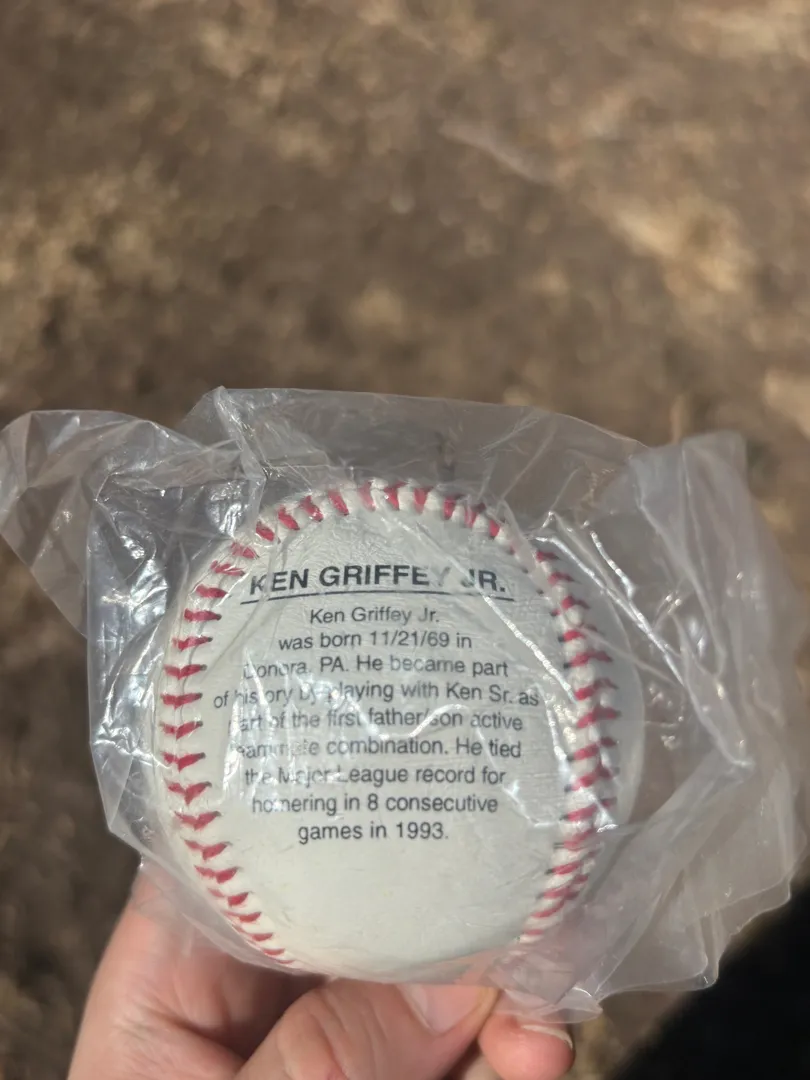 KEN GRIFFEY JR.
Ken Griffey Jr.
was born 11/21/69 in
Donora, PA. He became part
of history by playing with Ken Sr. as
part of the first father/son active
teammate combination. He tied
the Major League record for
homering in 8 consecutive
games in 1993.